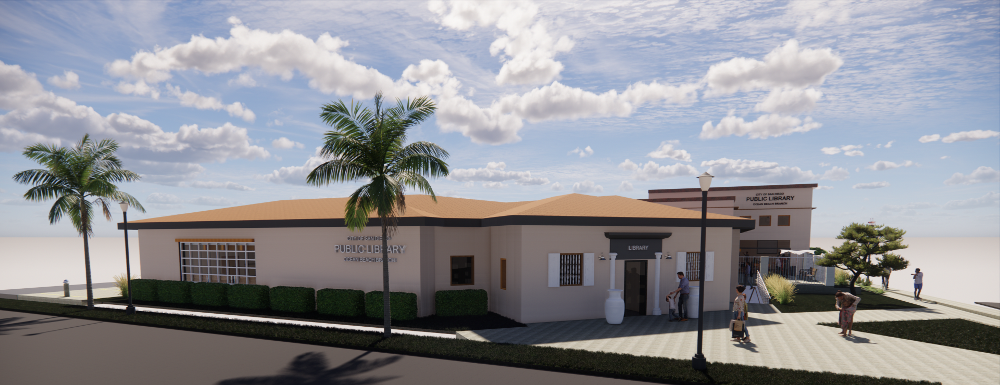 CITY OF SAN DIEGO
PUBLIC LIBRARY
OCEAN BEACH BRANCH
LIBRARY
CITY OF SAN DIEGO
PUBLIC LIBRARY
OCEAN BEACH BRANCH